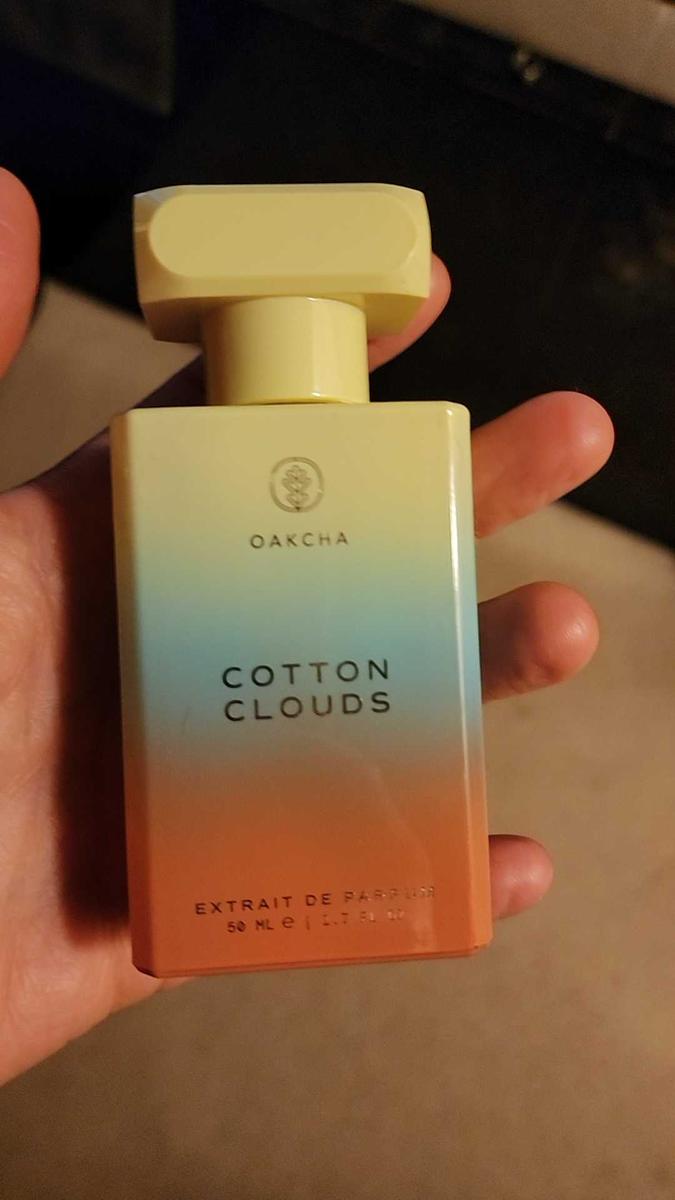 OAKCHA
COTTON
CLOUDS
EXTRAIT DE PARFUM
50 ML e | 1.7 FL OZ